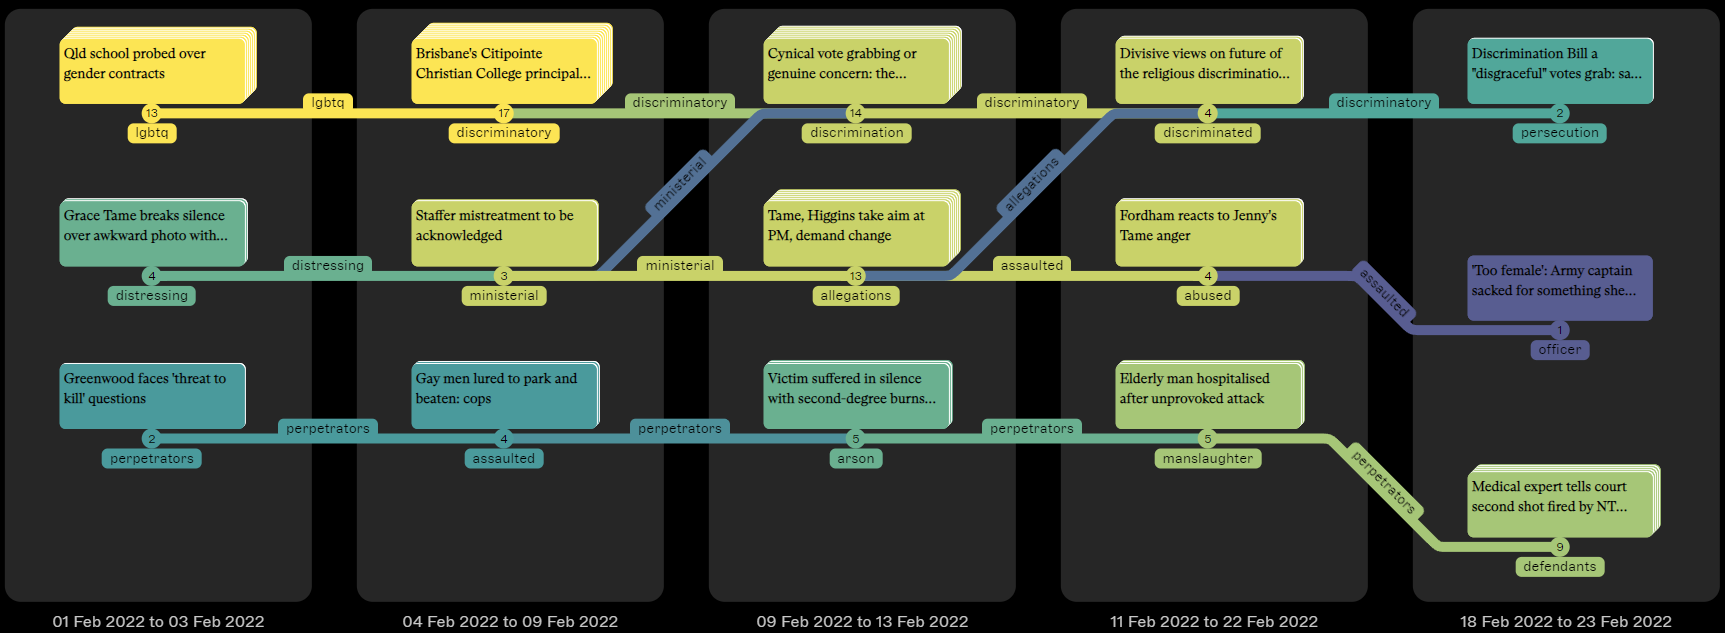 Qld school probed over
gender contracts
13
lgbtq
lgbtq
Brisbane's Citipointe
Christian College principal...
17
discriminatory
discriminatory
Cynical vote grabbing or
genuine concern: the...
14
discrimination
discriminatory
Divisive views on future of
the religious discriminatio...
4
discriminated
discriminatory
Discrimination Bill a
"disgraceful" votes grab: sa...
2
persecution
ministerial
allegations
Grace Tame breaks silence
over awkward photo with...
4
distressing
distressing
Staffer mistreatment to be
acknowledged
3
ministerial
ministerial
Tame, Higgins take aim at
PM, demand change
13
allegations
assaulted
Fordham reacts to Jenny's
Tame anger
4
abused
assaulted
'Too female': Army captain
sacked for something she...
1
officer
Greenwood faces 'threat to
kill' questions
2
perpetrators
perpetrators
Gay men lured to park and
beaten: cops
4
assaulted
perpetrators
Victim suffered in silence
with second-degree burns...
5
arson
perpetrators
Elderly man hospitalised
after unprovoked attack
5
manslaughter
perpetrators
Medical expert tells court
second shot fired by NT...
9
defendants
01 Feb 2022 to 03 Feb 2022
04 Feb 2022 to 09 Feb 2022
09 Feb 2022 to 13 Feb 2022
11 Feb 2022 to 22 Feb 2022
18 Feb 2022 to 23 Feb 2022